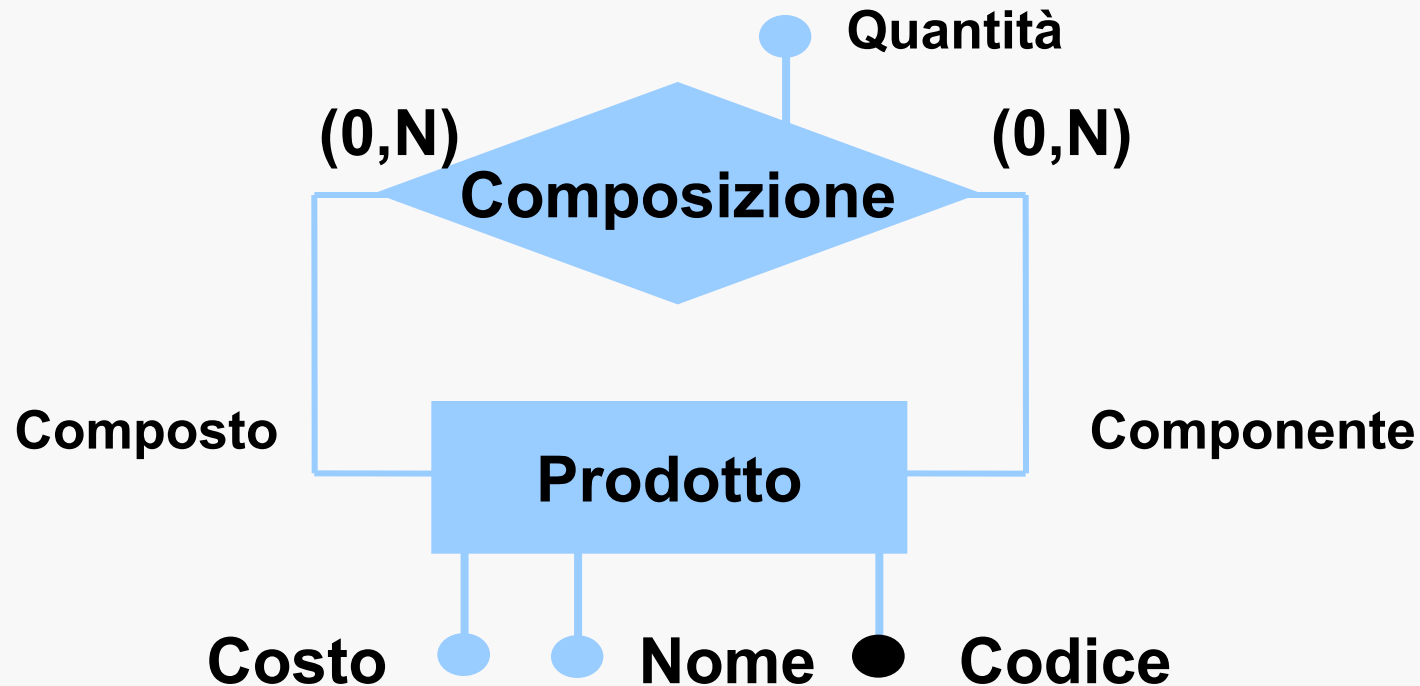 Quantità
(0,N) (0,N)
Composizione
Composto Componente
Prodotto
Costo Nome Codice